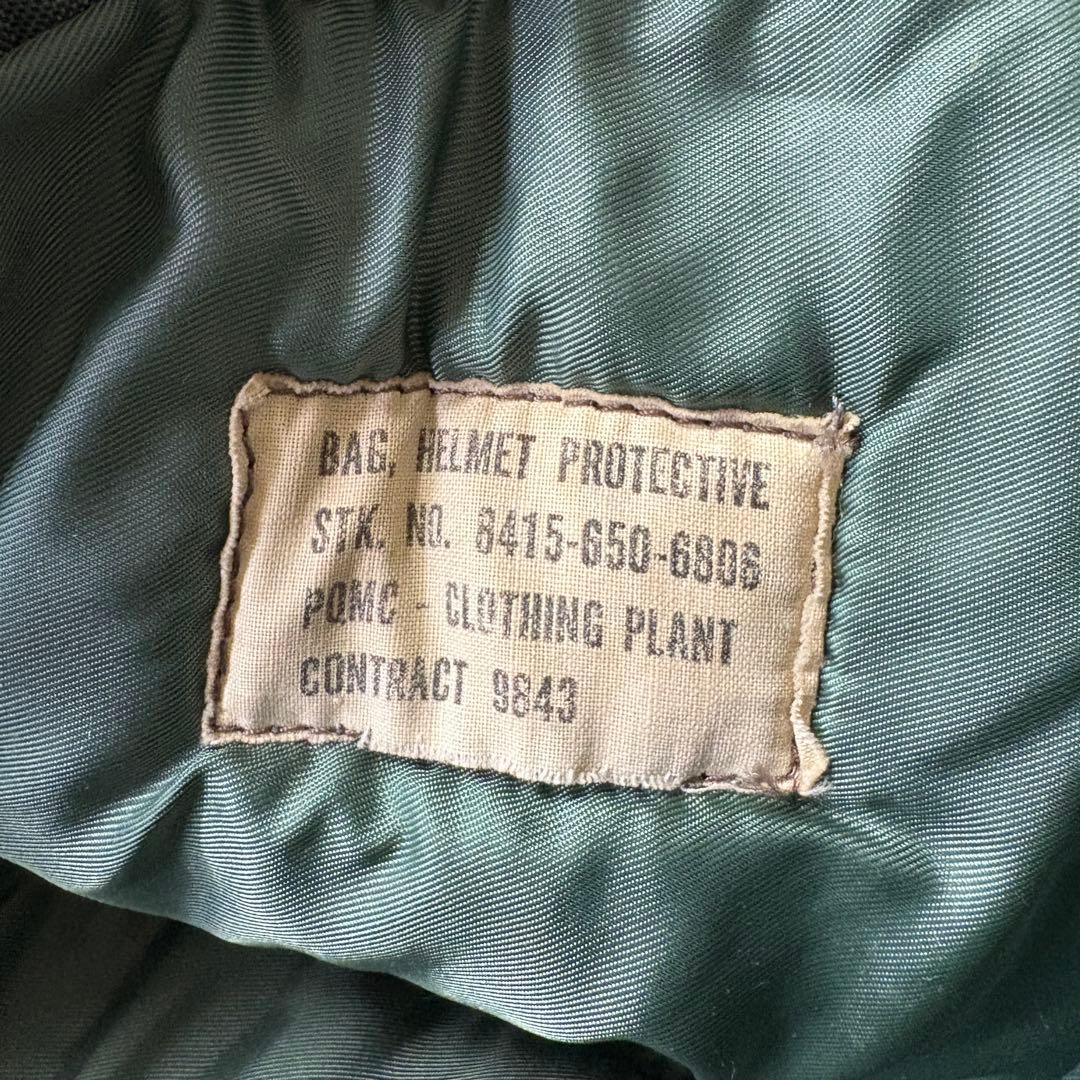 BAG, HELMET PROTECTIVE
STK. NO. 8415-650-6806
PQMC - CLOTHING PLANT
CONTRACT 9843